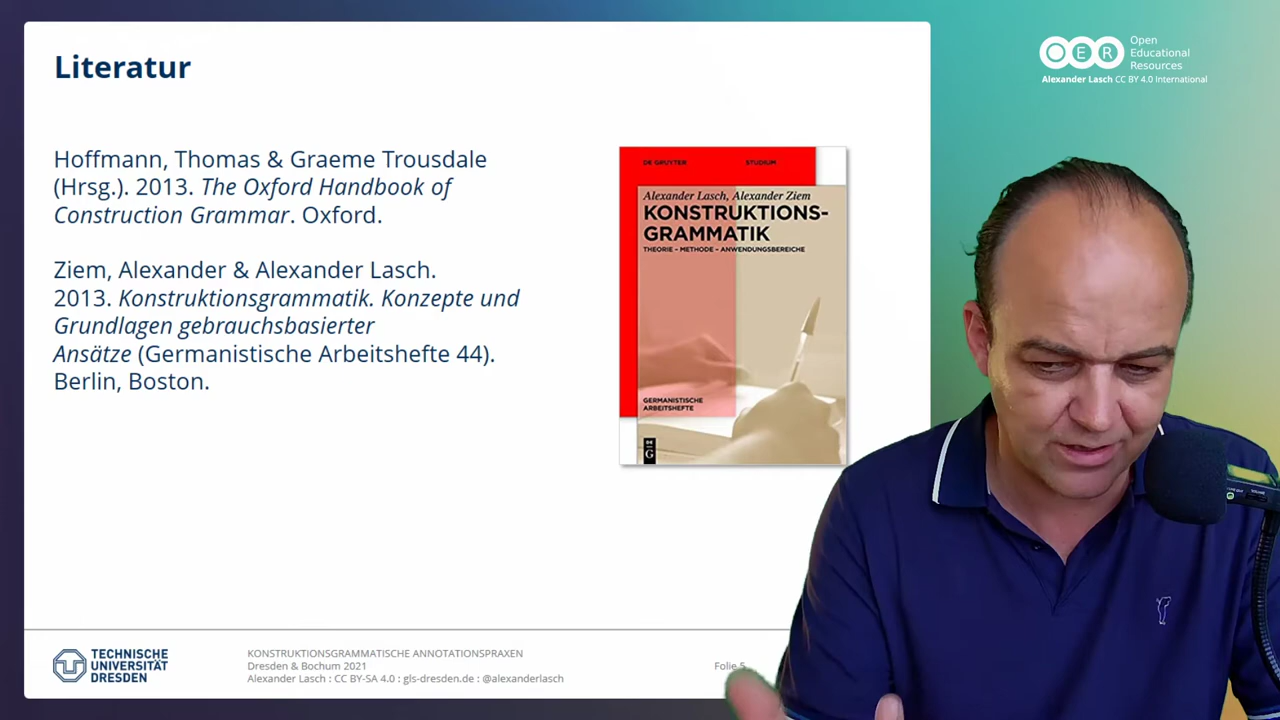 Literatur
Hoffmann, Thomas & Graeme Trousdale
(Hrsg.). 2013. The Oxford Handbook of
Construction Grammar. Oxford.
Ziem, Alexander & Alexander Lasch.
2013. Konstruktionsgrammatik. Konzepte und
Grundlagen gebrauchsbasierter
Ansätze (Germanistische Arbeitshefte 44).
Berlin, Boston.
DE GRUYTER
STUDIUM
Alexander Lasch, Alexander Ziem
KONSTRUKTIONS-
GRAMMATIK
THEORIE – METHODE – ANWENDUNGSBEREICHE
GERMANISTISCHE
ARBEITSHEFTE
DE
G
OER
Open
Educational
Resources
Alexander Lasch CC BY 4.0 International
TECHNISCHE
UNIVERSITÄT
DRESDEN
KONSTRUKTIONSGRAMMATISCHE ANNOTATIONSPRAXEN
Dresden & Bochum 2021
Alexander Lasch : CC BY-SA 4.0 : gls-dresden.de : @alexanderlasch
Folie 5